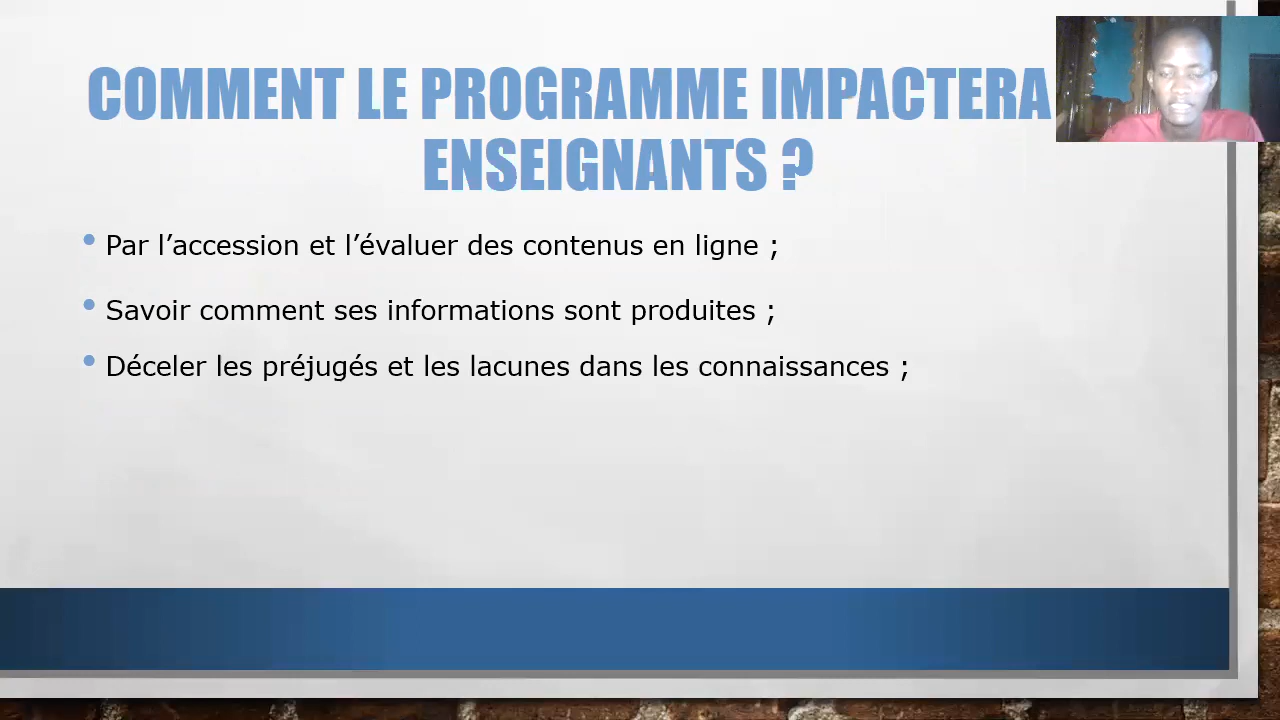 COMMENT LE PROGRAMME IMPACTERA
ENSEIGNANTS ?
• Par l’accession et l’évaluer des contenus en ligne ;
• Savoir comment ses informations sont produites ;
• Déceler les préjugés et les lacunes dans les connaissances ;